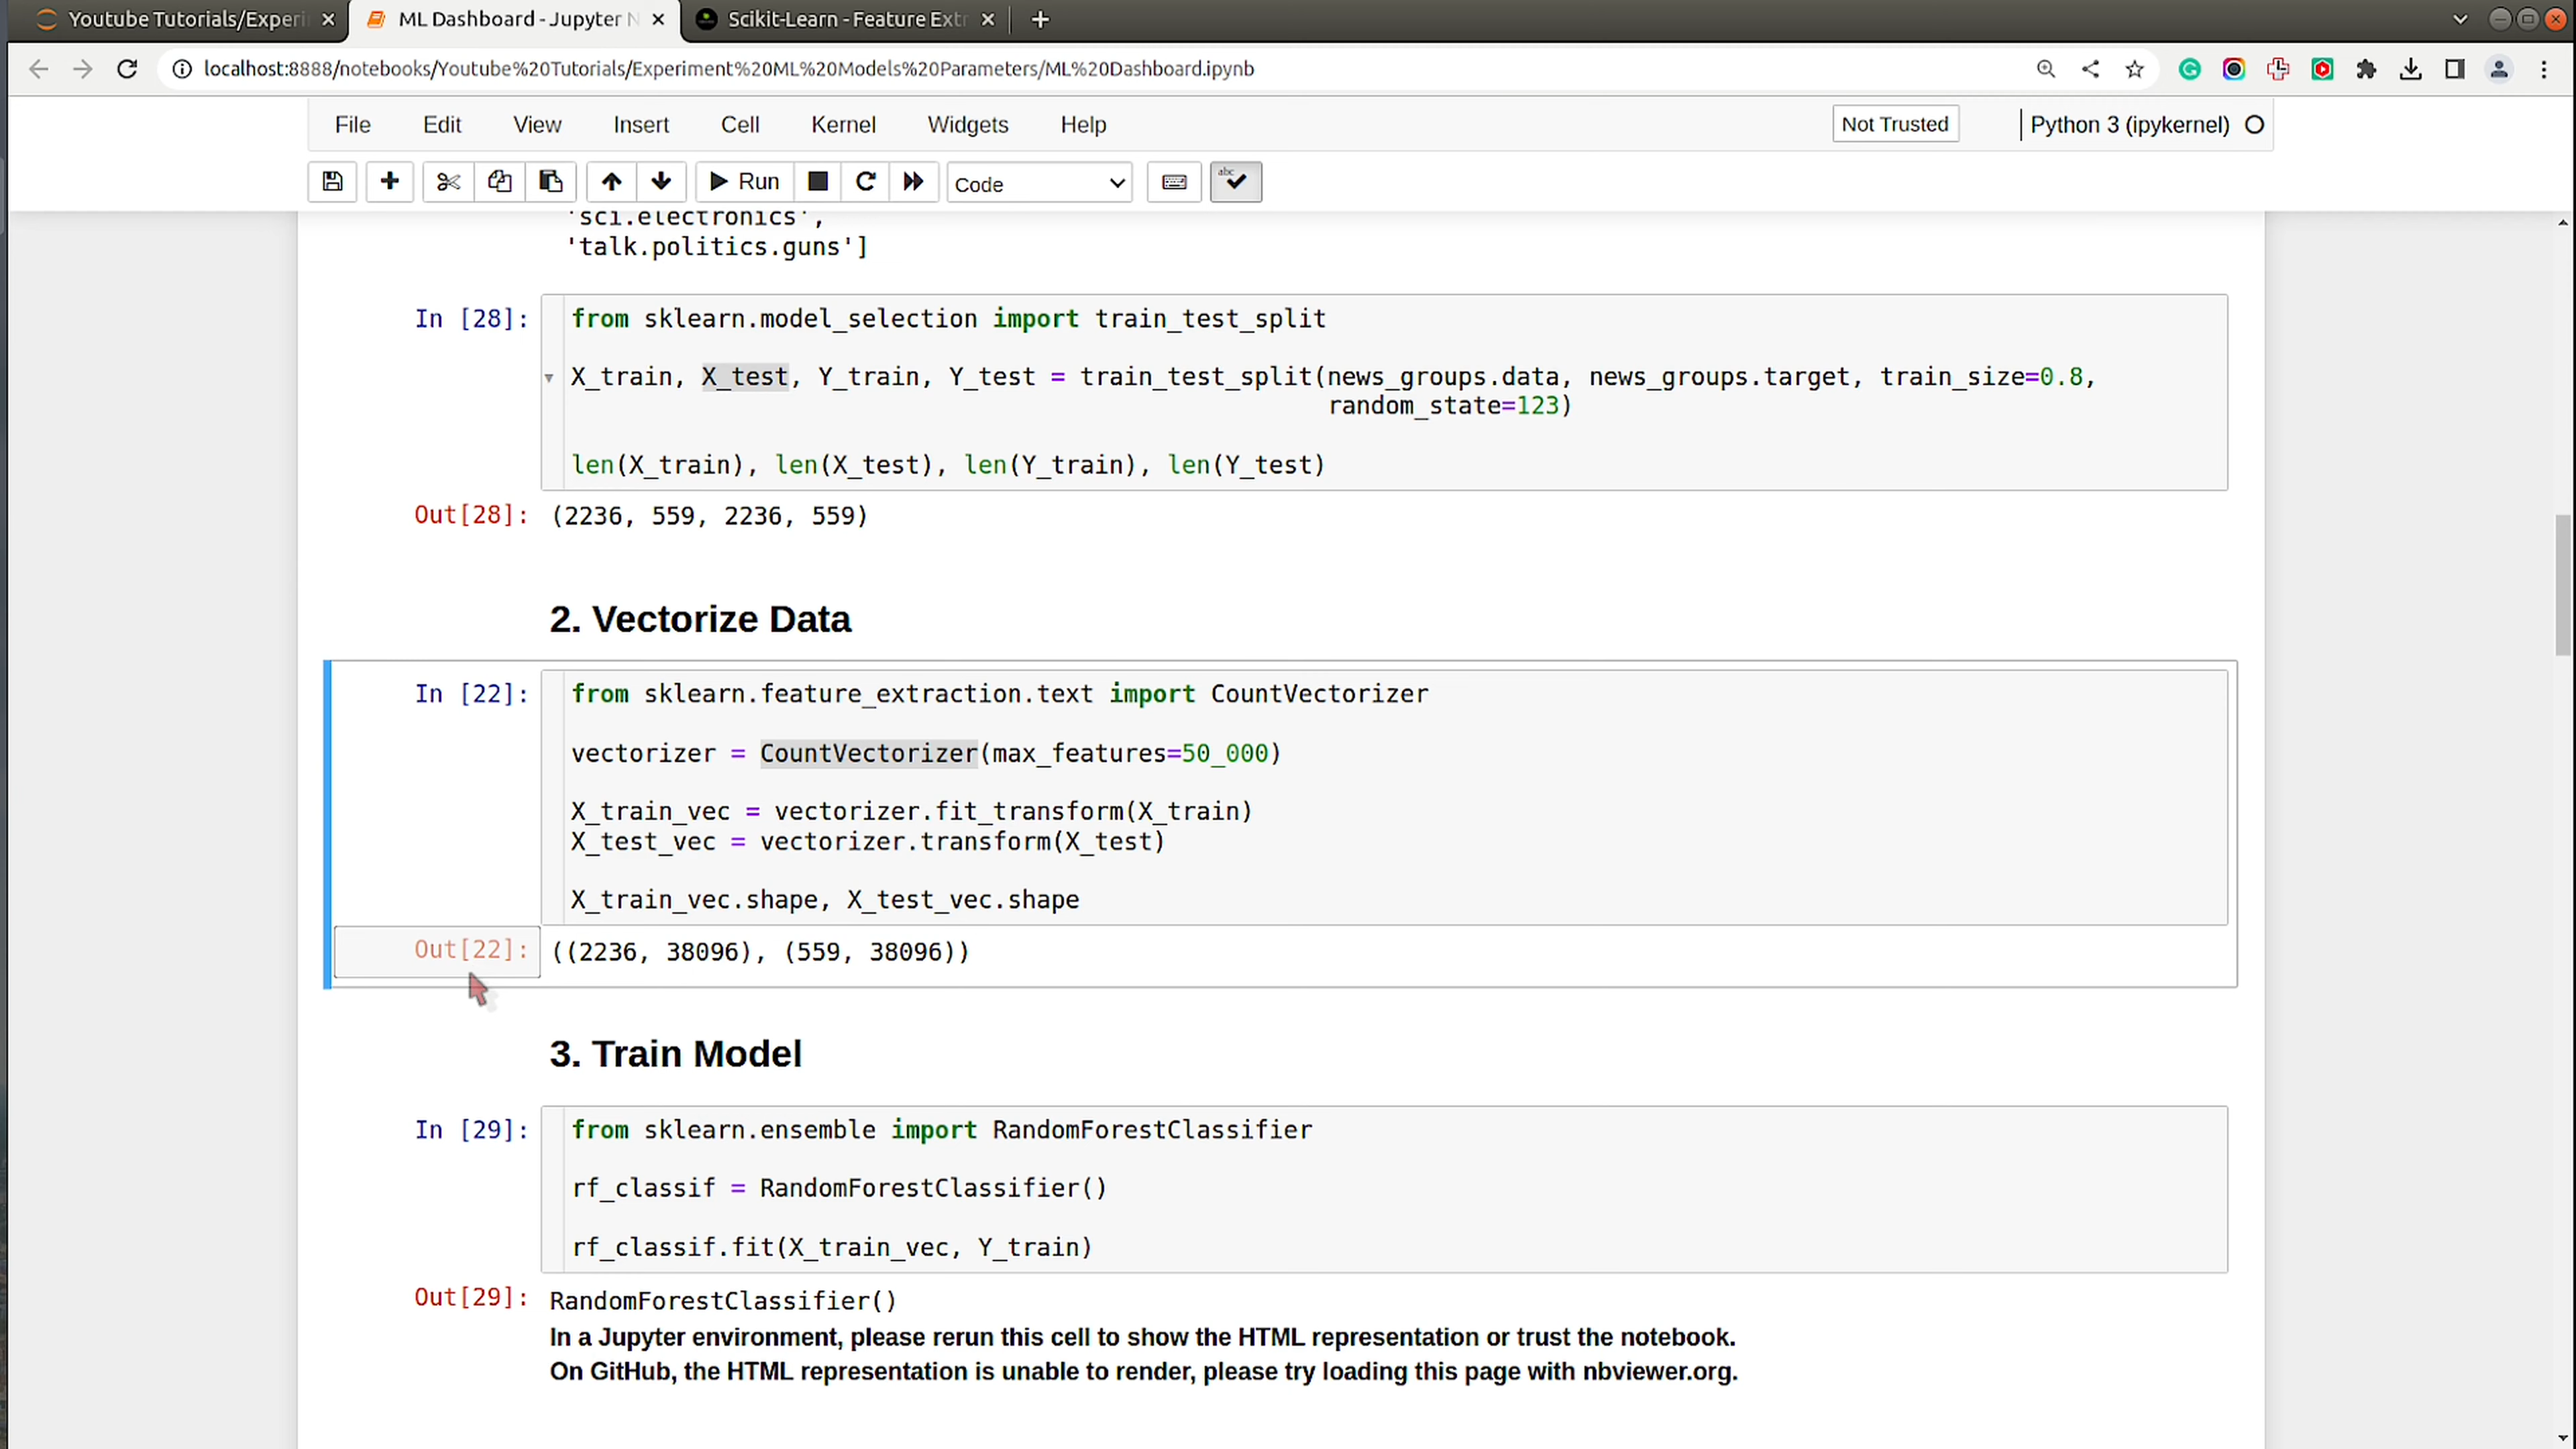 Youtube Tutorials/Experi
ML Dashboard - Jupyter N
Scikit-Learn - Feature Extr
localhost:8888/notebooks/Youtube%20Tutorials/Experiment%20ML%20Models%20Parameters/ML%20Dashboard.ipynb
File Edit View Insert Cell Kernel Widgets Help Not Trusted Python 3 (ipykernel)
Run Code abc
'sci.electronics',
'talk.politics.guns']
In [28]: from sklearn.model_selection import train_test_split
X_train, X_test, Y_train, Y_test = train_test_split(news_groups.data, news_groups.target, train_size=0.8,
random_state=123)
len(X_train), len(X_test), len(Y_train), len(Y_test)
Out[28]: (2236, 559, 2236, 559)
2. Vectorize Data
In [22]: from sklearn.feature_extraction.text import CountVectorizer
vectorizer = CountVectorizer(max_features=50_000)
X_train_vec = vectorizer.fit_transform(X_train)
X_test_vec = vectorizer.transform(X_test)
X_train_vec.shape, X_test_vec.shape
Out[22]: ((2236, 38096), (559, 38096))
3. Train Model
In [29]: from sklearn.ensemble import RandomForestClassifier
rf_classif = RandomForestClassifier()
rf_classif.fit(X_train_vec, Y_train)
Out[29]: RandomForestClassifier()
In a Jupyter environment, please rerun this cell to show the HTML representation or trust the notebook.
On GitHub, the HTML representation is unable to render, please try loading this page with nbviewer.org.